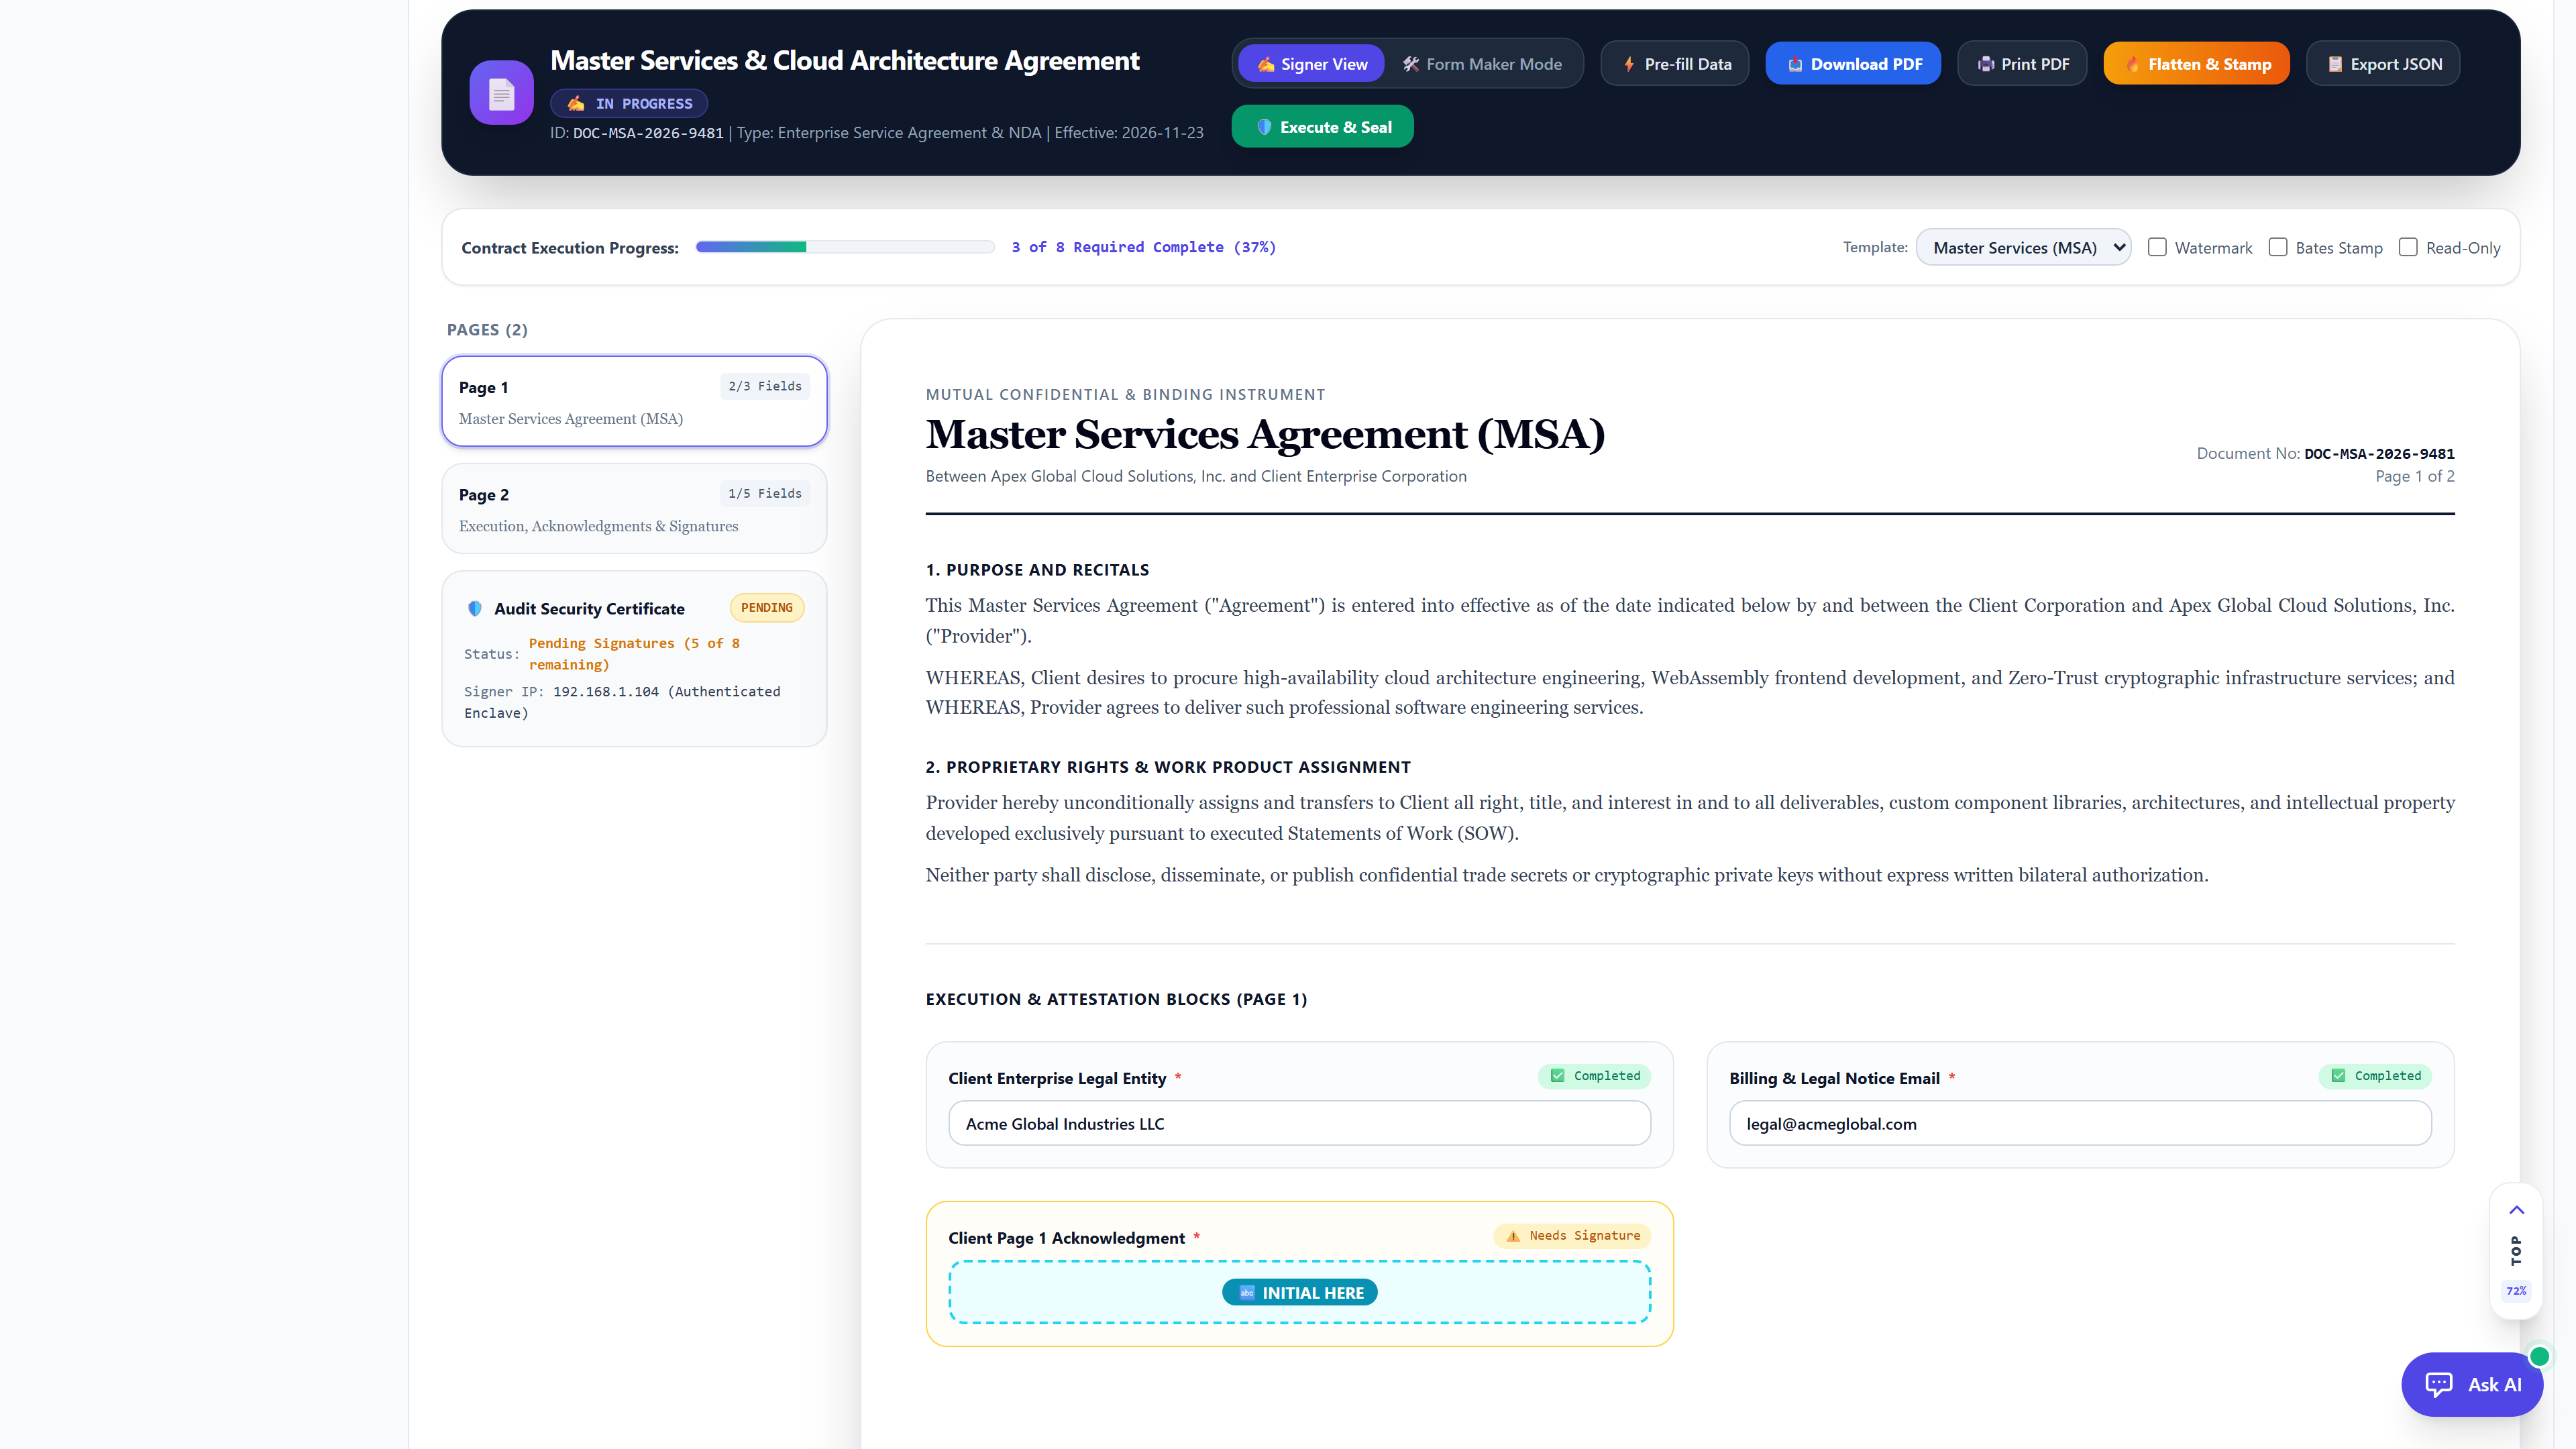 Master Services & Cloud Architecture Agreement
✍️ IN PROGRESS
ID: DOC-MSA-2026-9481 | Type: Enterprise Service Agreement & NDA | Effective: 2026-11-23
✍️ Signer View
🛠️ Form Maker Mode
⚡ Pre-fill Data
📥 Download PDF
🖨️ Print PDF
🔥 Flatten & Stamp
📋 Export JSON
🛡️ Execute & Seal
Contract Execution Progress:
3 of 8 Required Complete (37%)
Template:
Master Services (MSA)
Watermark
Bates Stamp
Read-Only
PAGES (2)
Page 1
2/3 Fields
Master Services Agreement (MSA)
Page 2
1/5 Fields
Execution, Acknowledgments & Signatures
🛡️ Audit Security Certificate
PENDING
Status: Pending Signatures (5 of 8
remaining)
Signer IP: 192.168.1.104 (Authenticated
Enclave)
MUTUAL CONFIDENTIAL & BINDING INSTRUMENT
Master Services Agreement (MSA)
Between Apex Global Cloud Solutions, Inc. and Client Enterprise Corporation
Document No: DOC-MSA-2026-9481
Page 1 of 2
1. PURPOSE AND RECITALS
This Master Services Agreement ("Agreement") is entered into effective as of the date indicated below by and between the Client Corporation and Apex Global Cloud Solutions, Inc.
("Provider").
WHEREAS, Client desires to procure high-availability cloud architecture engineering, WebAssembly frontend development, and Zero-Trust cryptographic infrastructure services; and
WHEREAS, Provider agrees to deliver such professional software engineering services.
2. PROPRIETARY RIGHTS & WORK PRODUCT ASSIGNMENT
Provider hereby unconditionally assigns and transfers to Client all right, title, and interest in and to all deliverables, custom component libraries, architectures, and intellectual property
developed exclusively pursuant to executed Statements of Work (SOW).
Neither party shall disclose, disseminate, or publish confidential trade secrets or cryptographic private keys without express written bilateral authorization.
EXECUTION & ATTESTATION BLOCKS (PAGE 1)
Client Enterprise Legal Entity *
✅ Completed
Acme Global Industries LLC
Billing & Legal Notice Email *
✅ Completed
legal@acmeglobal.com
Client Page 1 Acknowledgment *
⚠️ Needs Signature
🔤 INITIAL HERE
TOP
72%
Ask AI